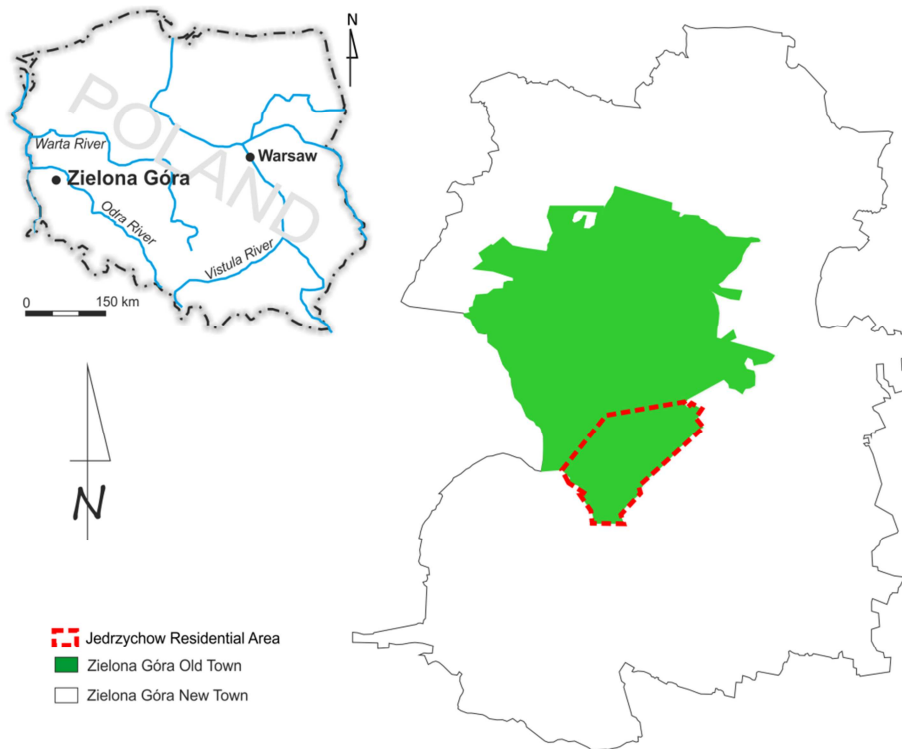 N
POLAND
Warta River
Warsaw
Zielona Góra
Odra River
Vistula River
0 150 km
N
Jedrzychow Residential Area
Zielona Góra Old Town
Zielona Góra New Town